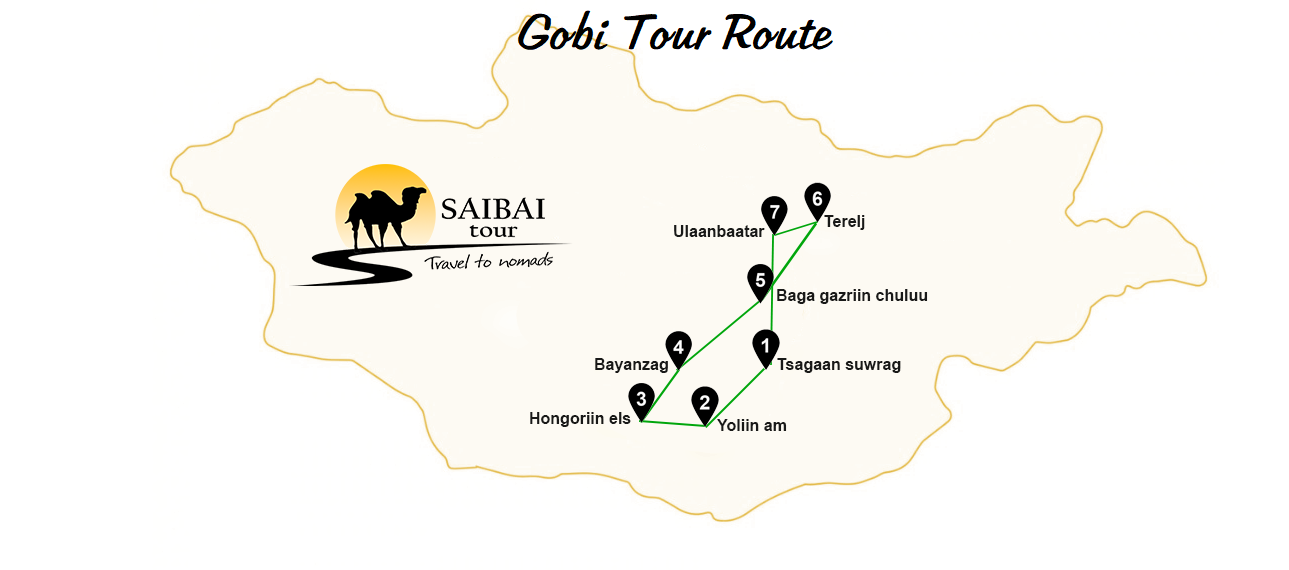 Gobi Tour Route
SAIBAI
tour
Travel to nomads
7
6
Ulaanbaatar
Terelj
5
Baga gazriin chuluu
4
1
Bayanzag
Tsagaan suwrag
3
2
Hongoriin els
Yoliin am